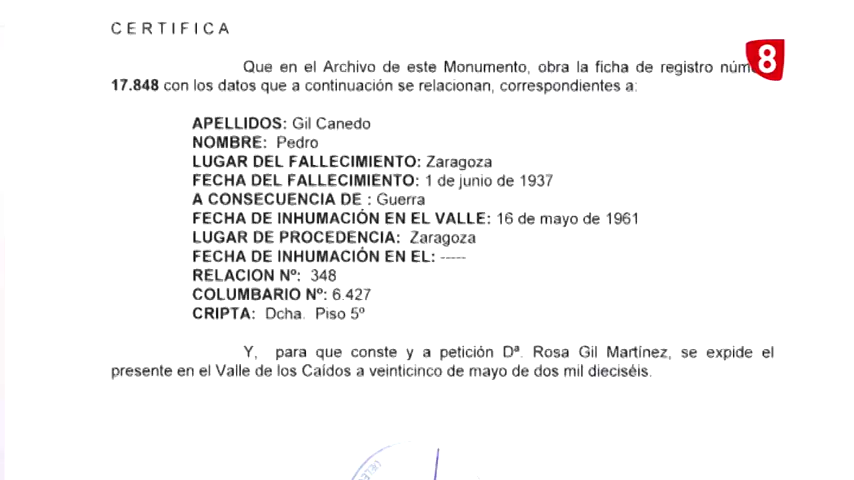 CERTIFICA
Que en el Archivo de este Monumento, obra la ficha de registro
17.848 con los datos que a continuación se relacionan, correspondientes a:
APELLIDOS: Gil Canedo
NOMBRE: Pedro
LUGAR DEL FALLECIMIENTO: Zaragoza
FECHA DEL FALLECIMIENTO: 1 de junio de 1937
A CONSECUENCIA DE : Guerra
FECHA DE INHUMACIÓN EN EL VALLE: 16 de mayo de 1961
LUGAR DE PROCEDENCIA: Zaragoza
FECHA DE INHUMACIÓN EN EL: -----
RELACION Nº: 348
COLUMBARIO Nº: 6.427
CRIPTA: Dcha. Piso 5º
Y, para que conste y a petición Dª. Rosa Gil Martínez, se expide el
presente en el Valle de los Caídos a veinticinco de mayo de dos mil dieciséis.
8